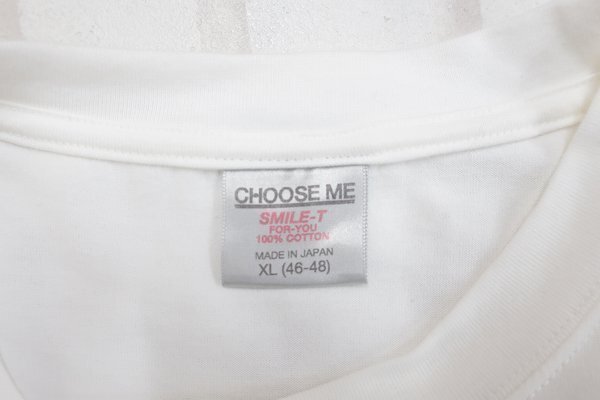 CHOOSE ME
SMILE-T
FOR-YOU
100% COTTON
MADE IN JAPAN
XL (46-48)